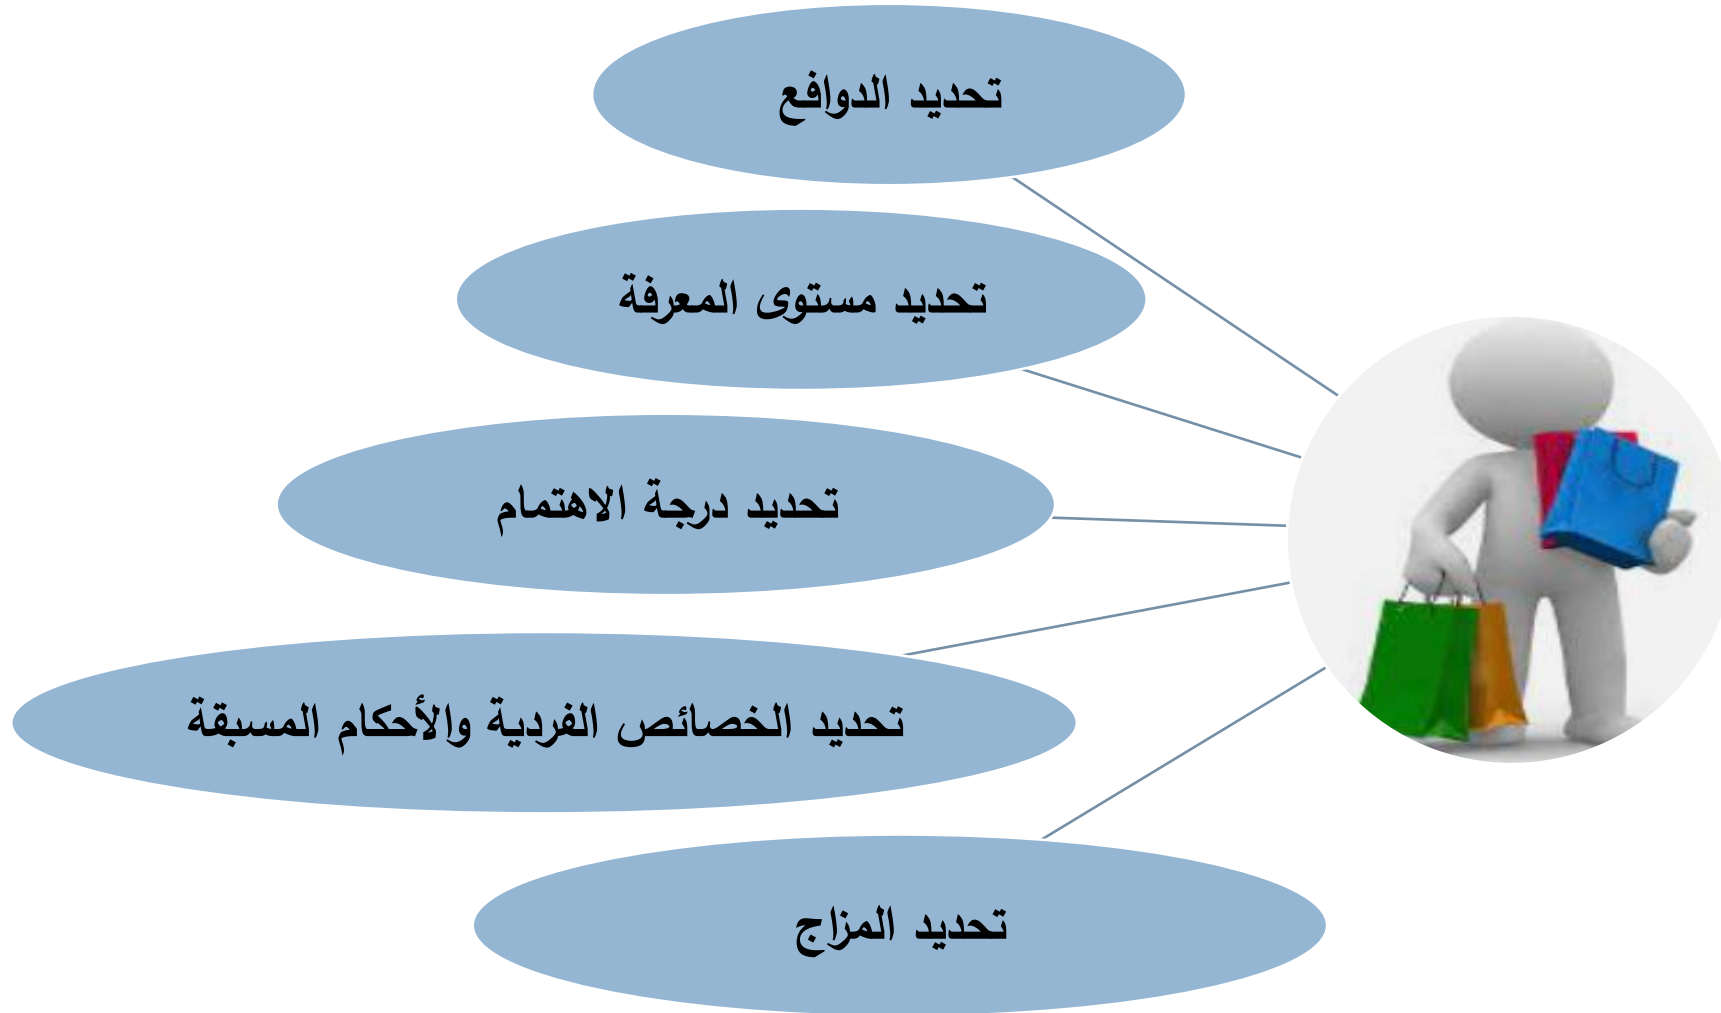 تحديد الدوافع
تحديد مستوى المعرفة
تحديد درجة الاهتمام
تحديد الخصائص الفردية والأحكام المسبقة
تحديد المزاج